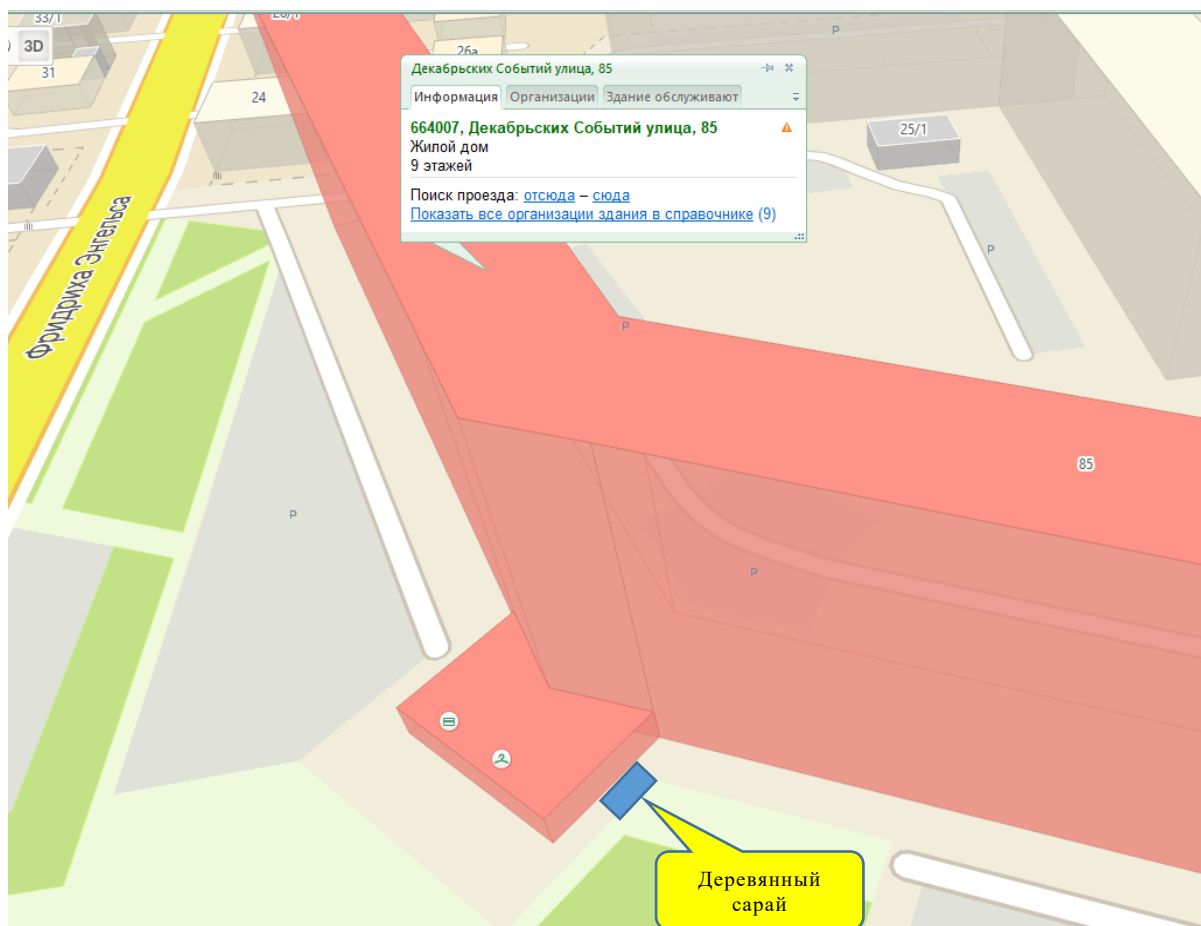 33/1
3D
26а
31
24
Декабрьских Событий улица, 85
Информация Организации Здание обслуживают
664007, Декабрьских Событий улица, 85
Жилой дом
9 этажей
Поиск проезда: отсюда – сюда
Показать все организации здания в справочнике (9)
P
25/1
P
Фридриха Энгельса
P
85
P
P
Деревянный
сарай